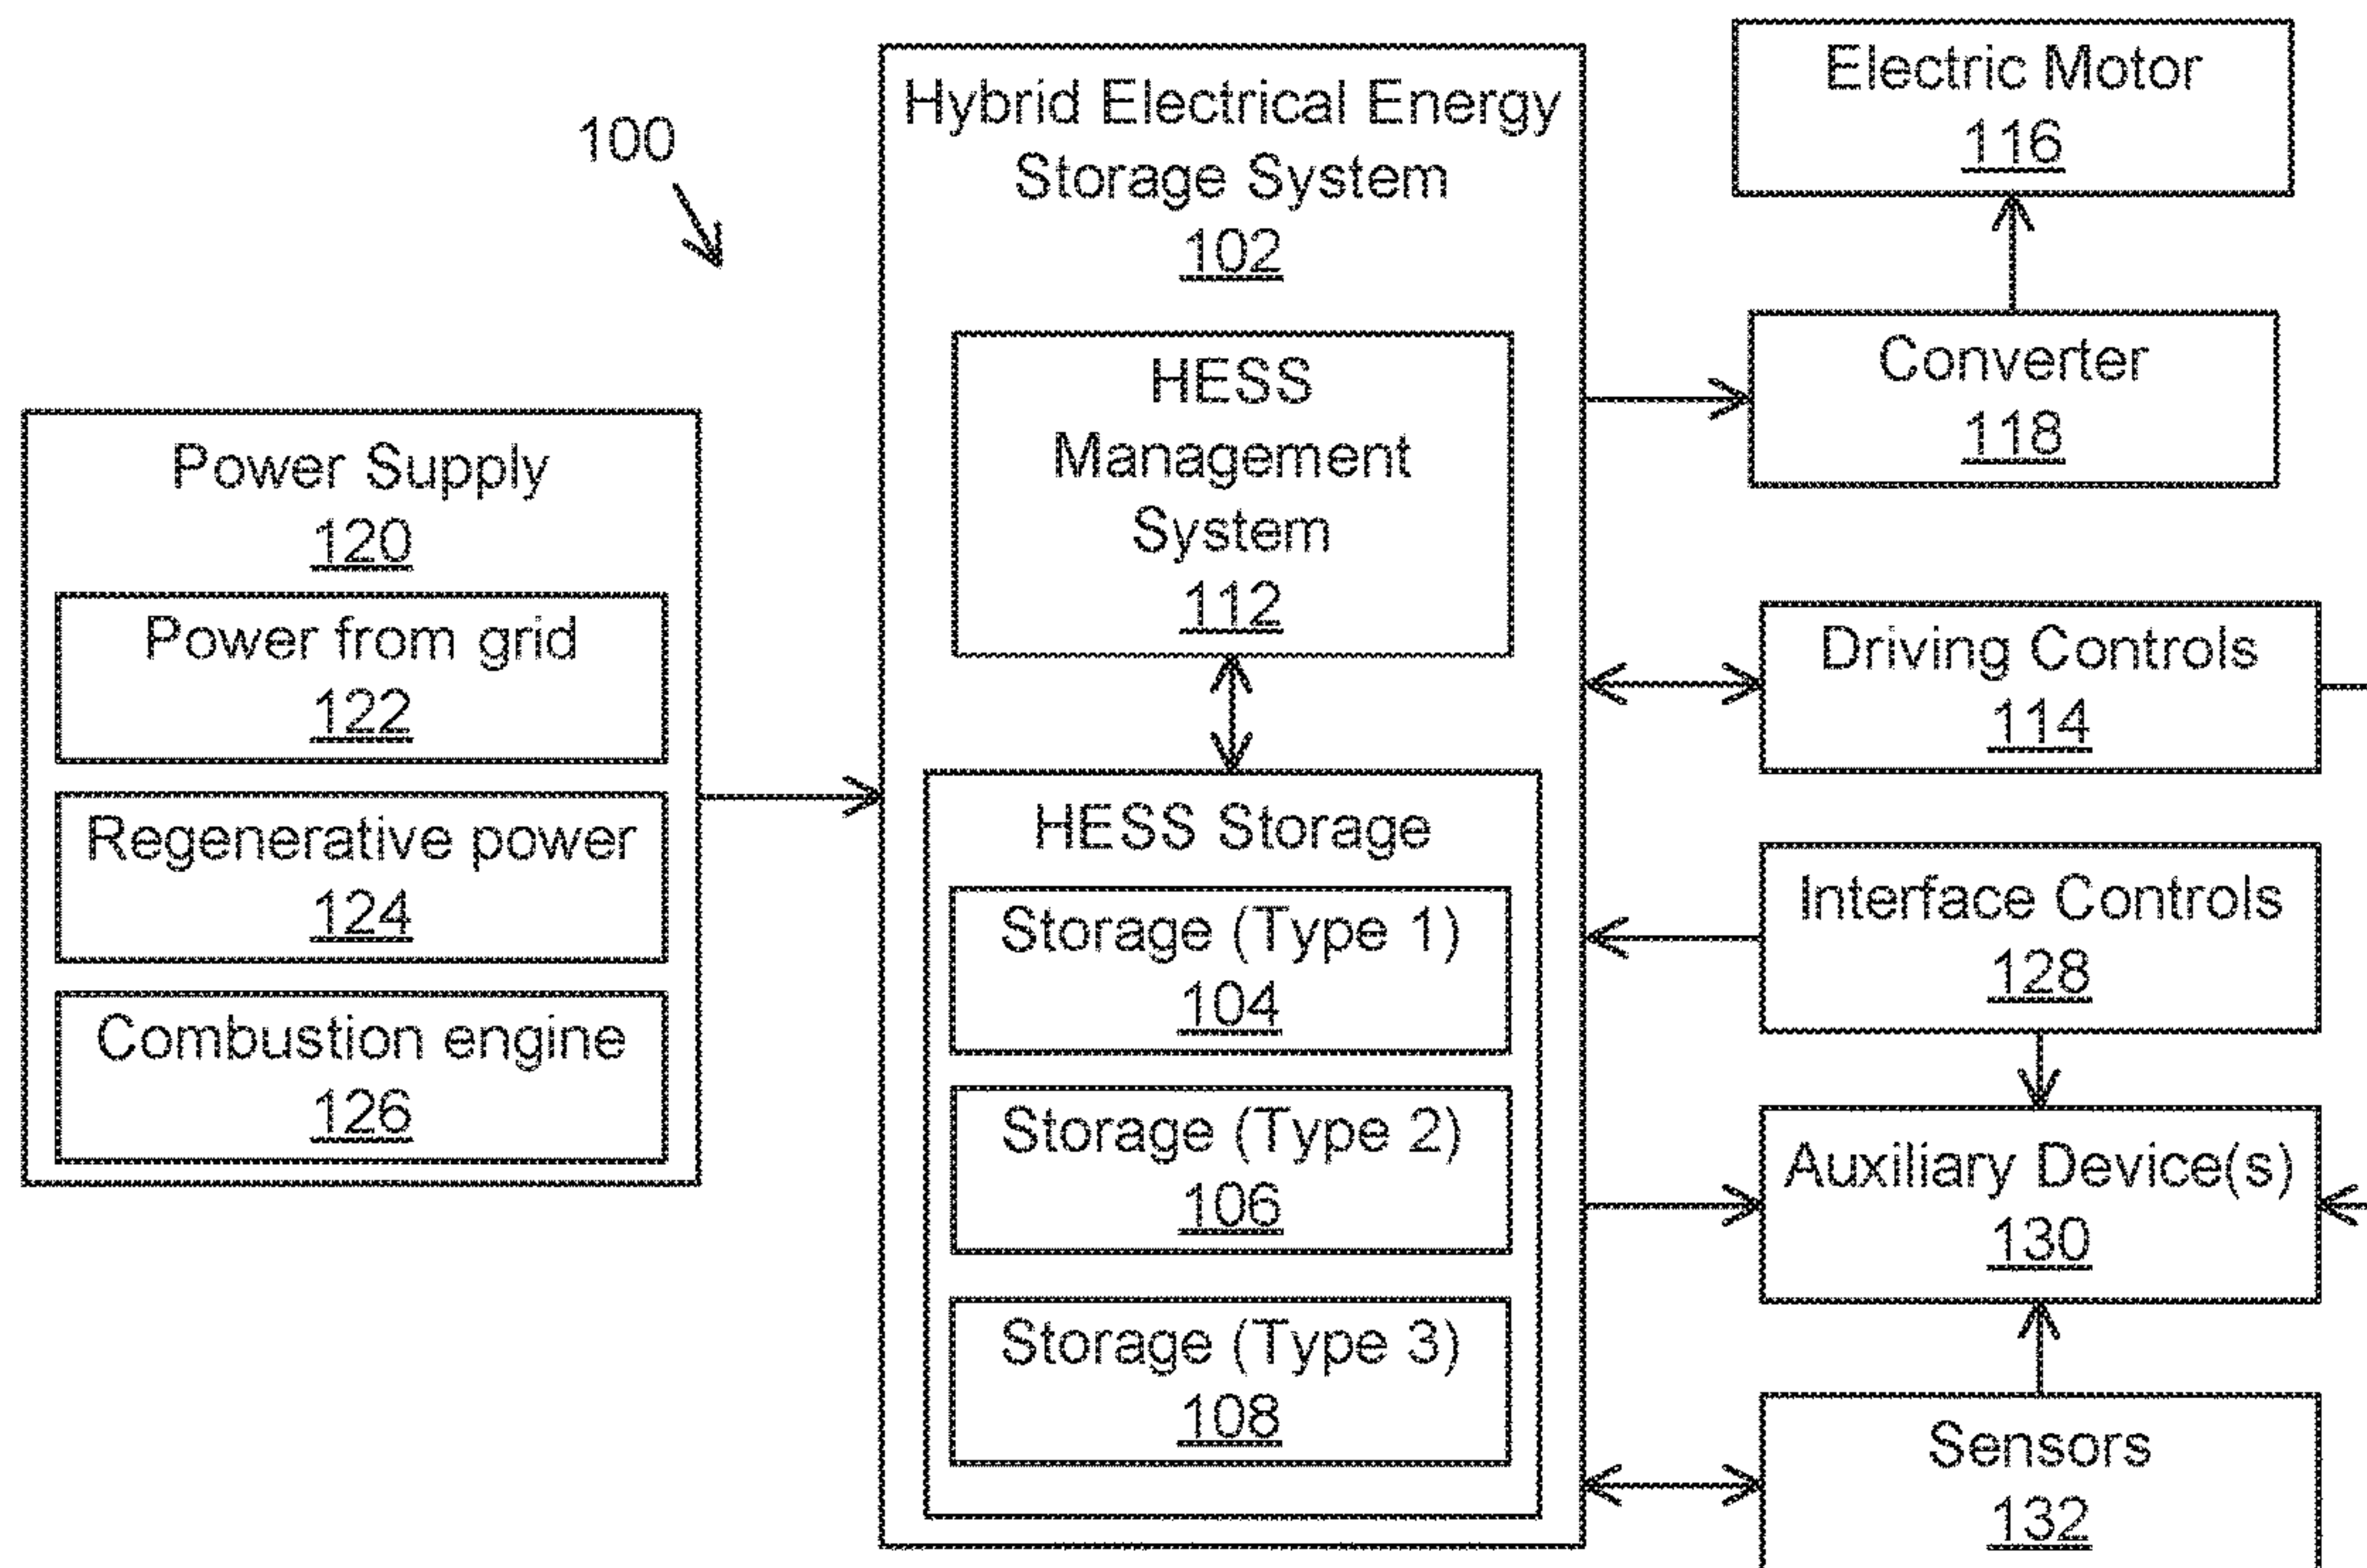 100
Power Supply
120
Power from grid
122
Regenerative power
124
Combustion engine
126
Hybrid Electrical Energy
Storage System
102
HESS
Management
System
112
HESS Storage
Storage (Type 1)
104
Storage (Type 2)
106
Storage (Type 3)
108
Electric Motor
116
Converter
118
Driving Controls
114
Interface Controls
128
Auxiliary Device(s)
130
Sensors
132